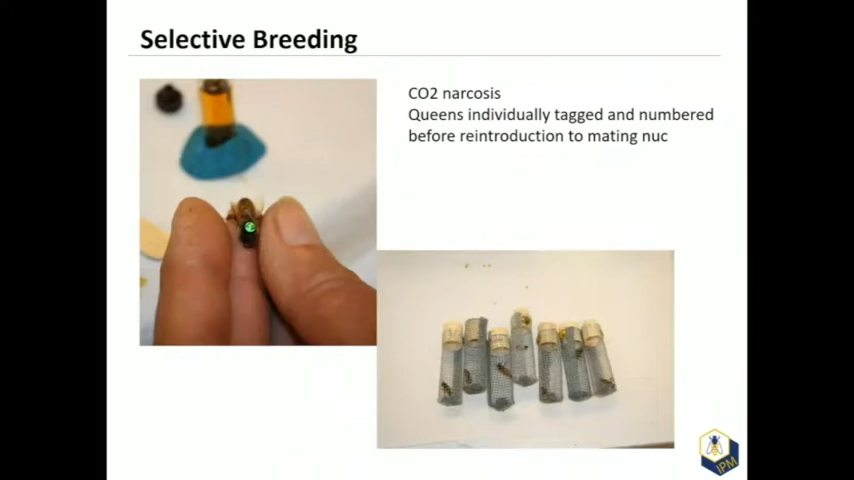 Selective Breeding
CO2 narcosis
Queens individually tagged and numbered
before reintroduction to mating nuc
IPM